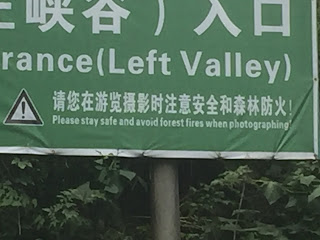 左峡谷）入口
rance(Left Valley)
请您在游览摄影时注意安全和森林防火！
Please stay safe and avoid forest fires when photographing!